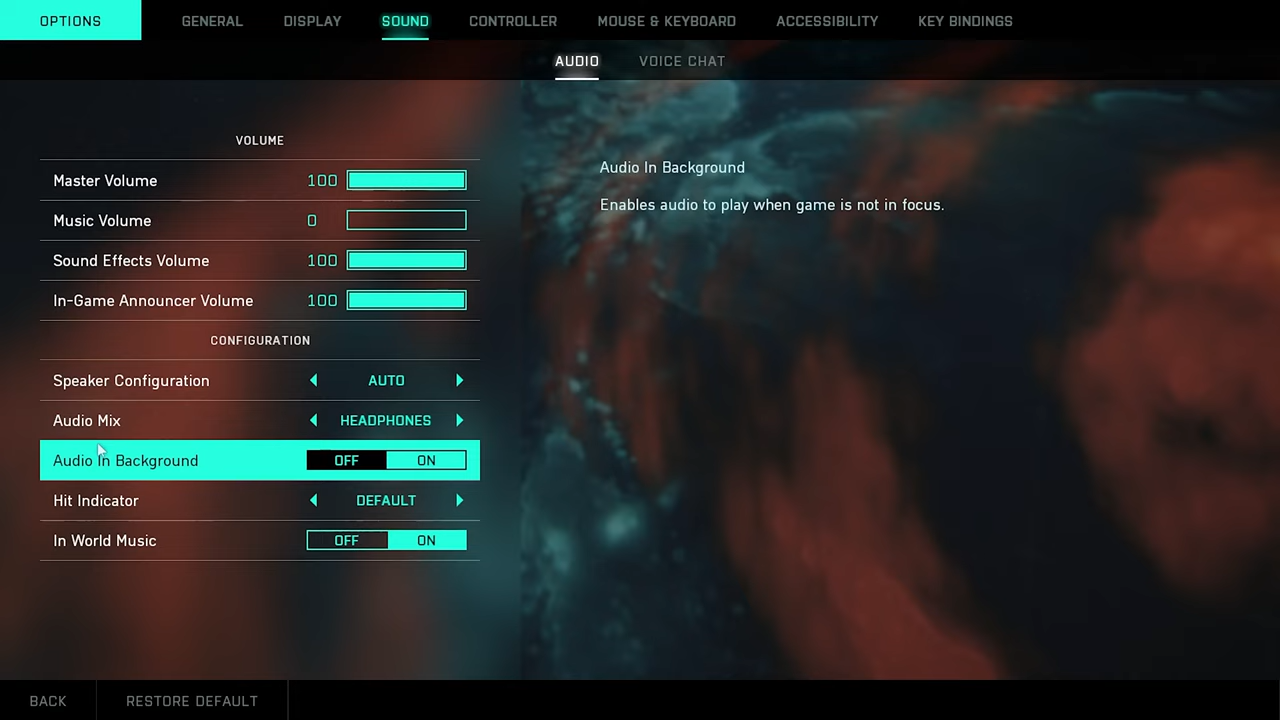 OPTIONS GENERAL DISPLAY SOUND CONTROLLER MOUSE & KEYBOARD ACCESSIBILITY KEY BINDINGS
AUDIO VOICE CHAT
VOLUME
Master Volume 100
Music Volume 0
Sound Effects Volume 100
In-Game Announcer Volume 100
CONFIGURATION
Speaker Configuration AUTO
Audio Mix HEADPHONES
Audio In Background OFF ON
Hit Indicator DEFAULT
In World Music OFF ON
Audio In Background
Enables audio to play when game is not in focus.
BACK RESTORE DEFAULT